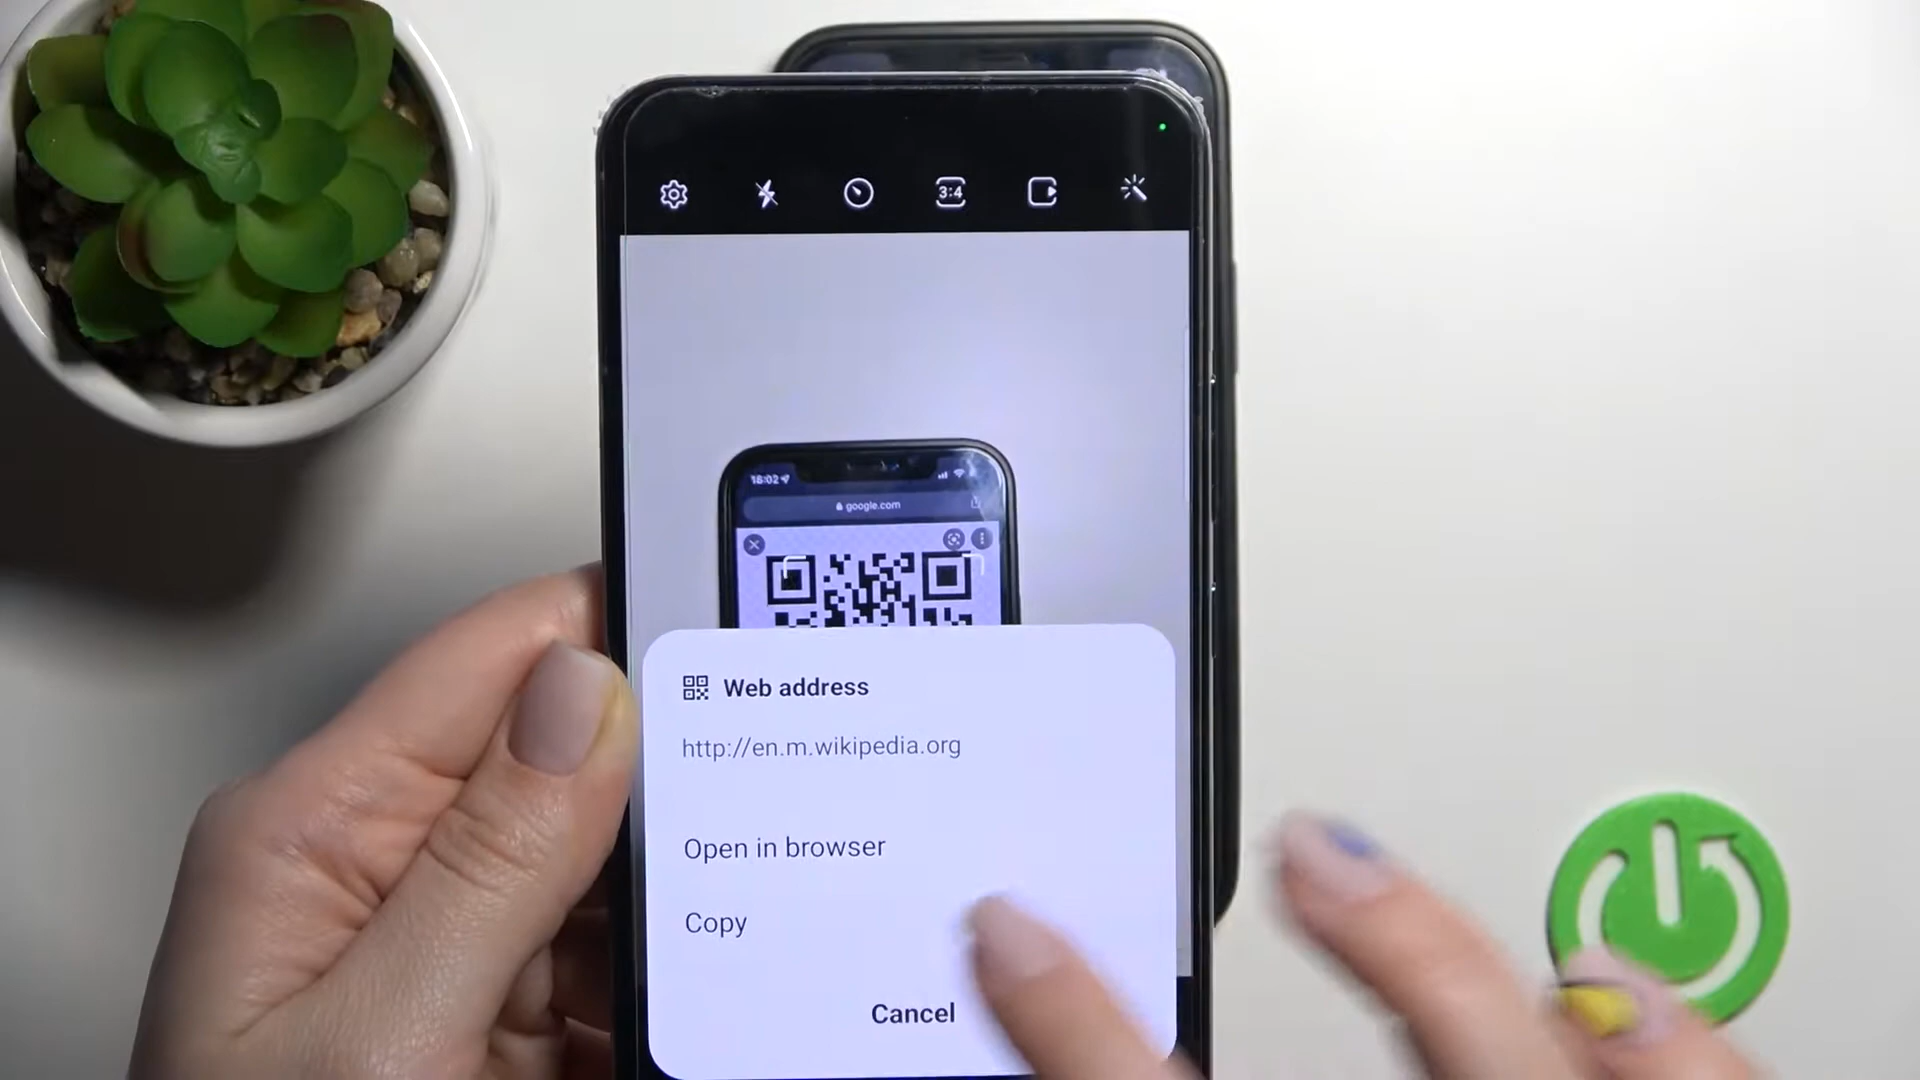 3:4
18:02
google.com
Web address
http://en.m.wikipedia.org
Open in browser
Copy
Cancel